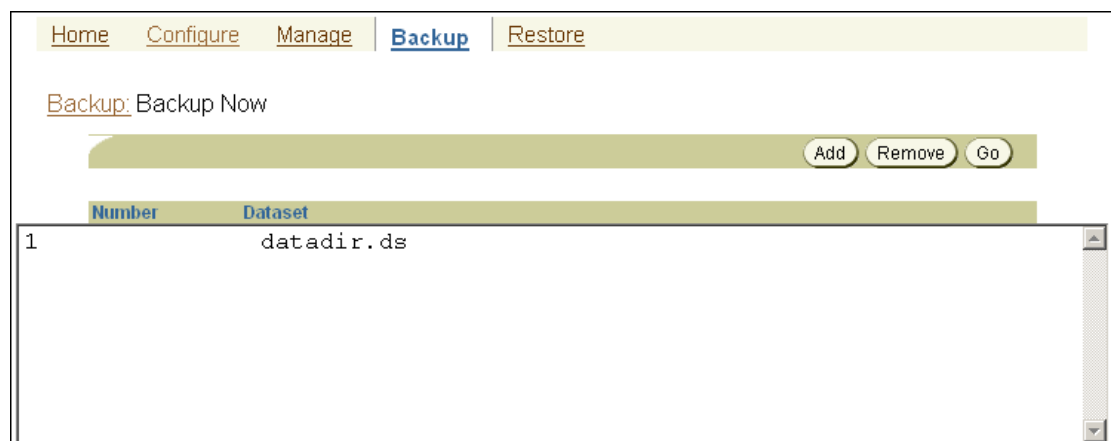 Home Configure Manage Backup Restore
Backup: Backup Now
Add Remove Go
Number Dataset
1 datadir.ds